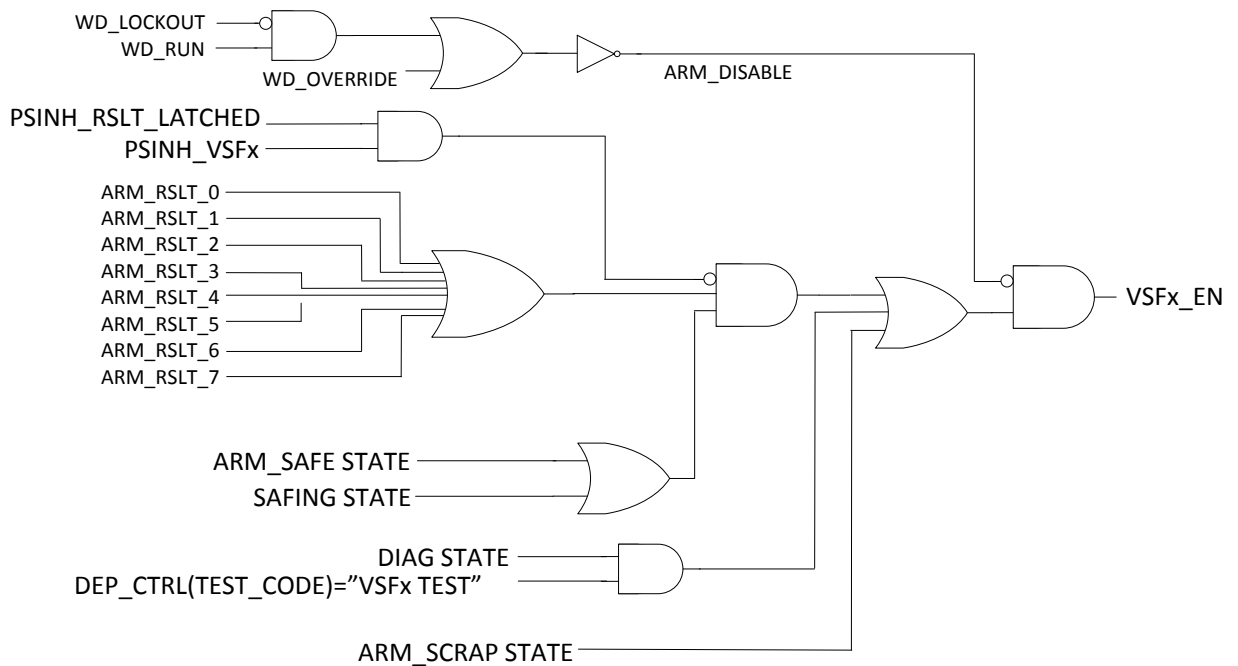 WD_LOCKOUT
WD_RUN
WD_OVERRIDE
ARM_DISABLE
PSINH_RSLT_LATCHED
PSINH_VSFx
ARM_RSLT_0
ARM_RSLT_1
ARM_RSLT_2
ARM_RSLT_3
ARM_RSLT_4
ARM_RSLT_5
ARM_RSLT_6
ARM_RSLT_7
VSFx_EN
ARM_SAFE STATE
SAFING STATE
DIAG STATE
DEP_CTRL(TEST_CODE)=”VSFx TEST”
ARM_SCRAP STATE